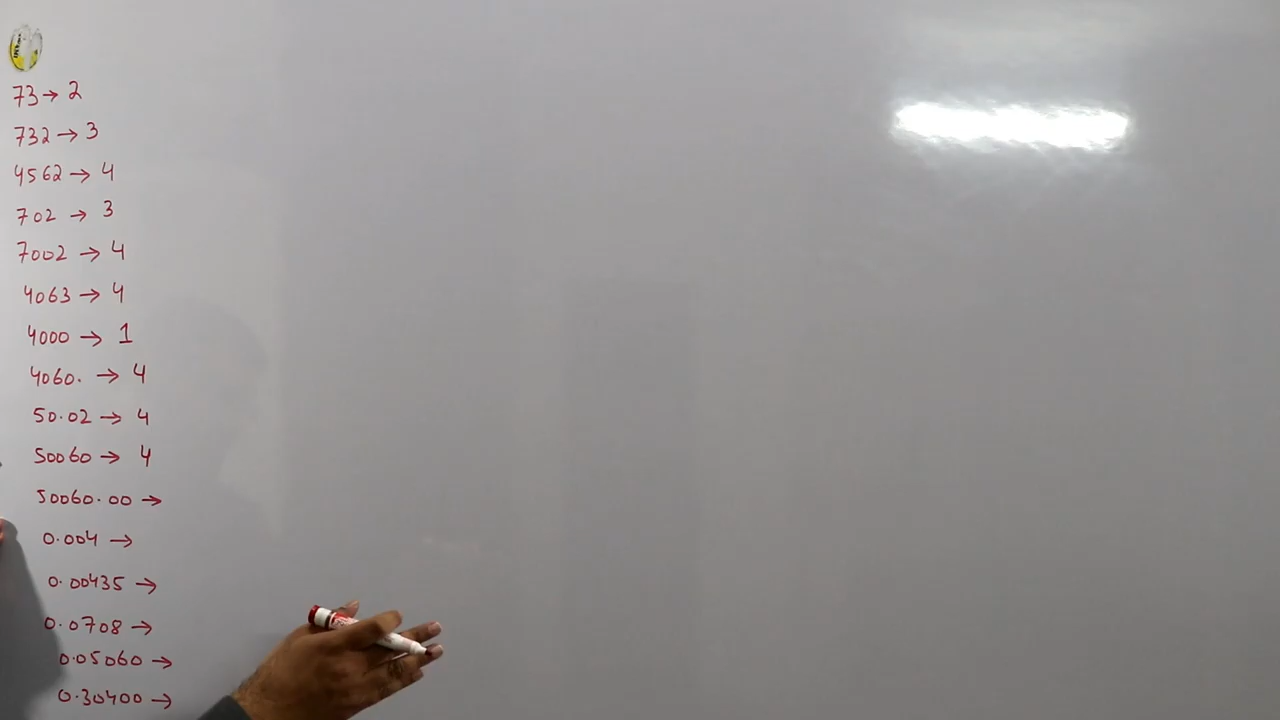 73→ 2
732 → 3
4562 → 4
702 → 3
7002 → 4
4063 → 4
4000 → 1
4060. → 4
50.02 → 4
50060 → 4
50060.00 →
0.004 →
0.00435 →
0.0708 →
0.05060 →
0.30400 →